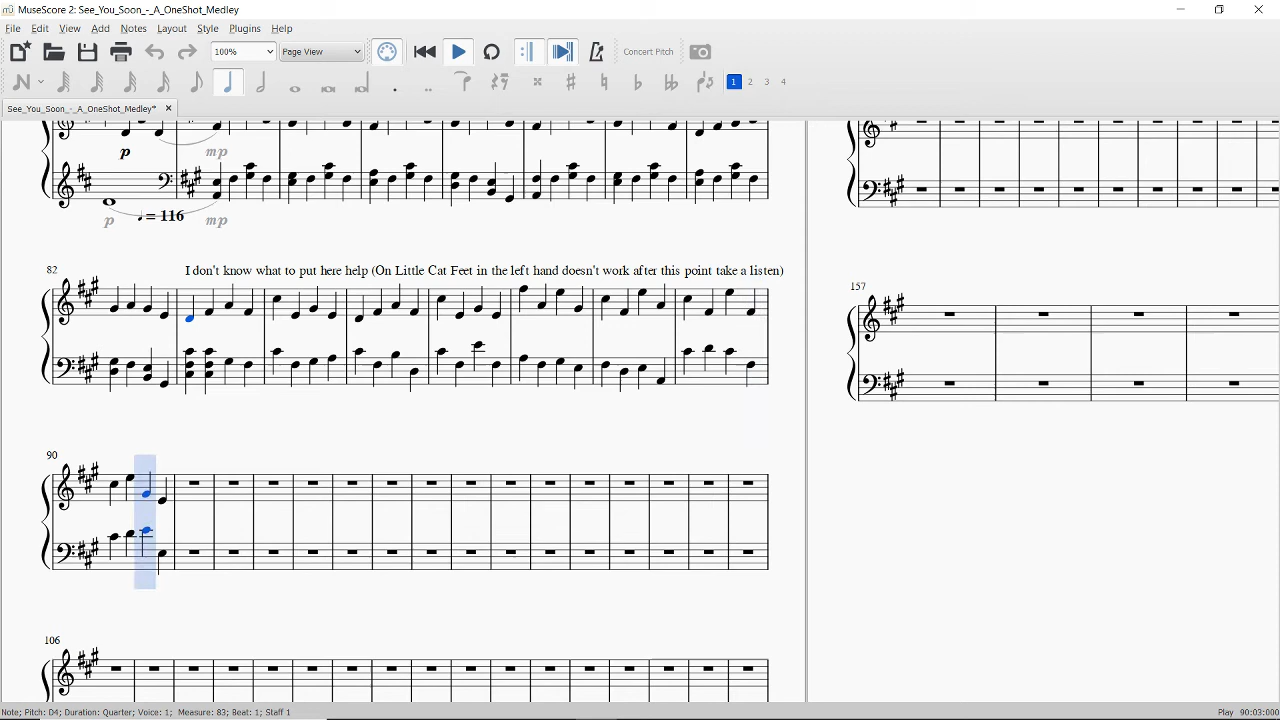 MuseScore 2: See_You_Soon_-_A_OneShot_Medley
File Edit View Add Notes Layout Style Plugins Help
100% Page View Concert Pitch
1 2 3 4
See_You_Soon_-_A_OneShot_Medley*
p mp
p = 116 mp
82
I don't know what to put here help (On Little Cat Feet in the left hand doesn't work after this point take a listen)
157
90
106
Note; Pitch: D4; Duration: Quarter; Voice: 1; Measure: 83; Beat: 1; Staff 1
Play 90:03:000